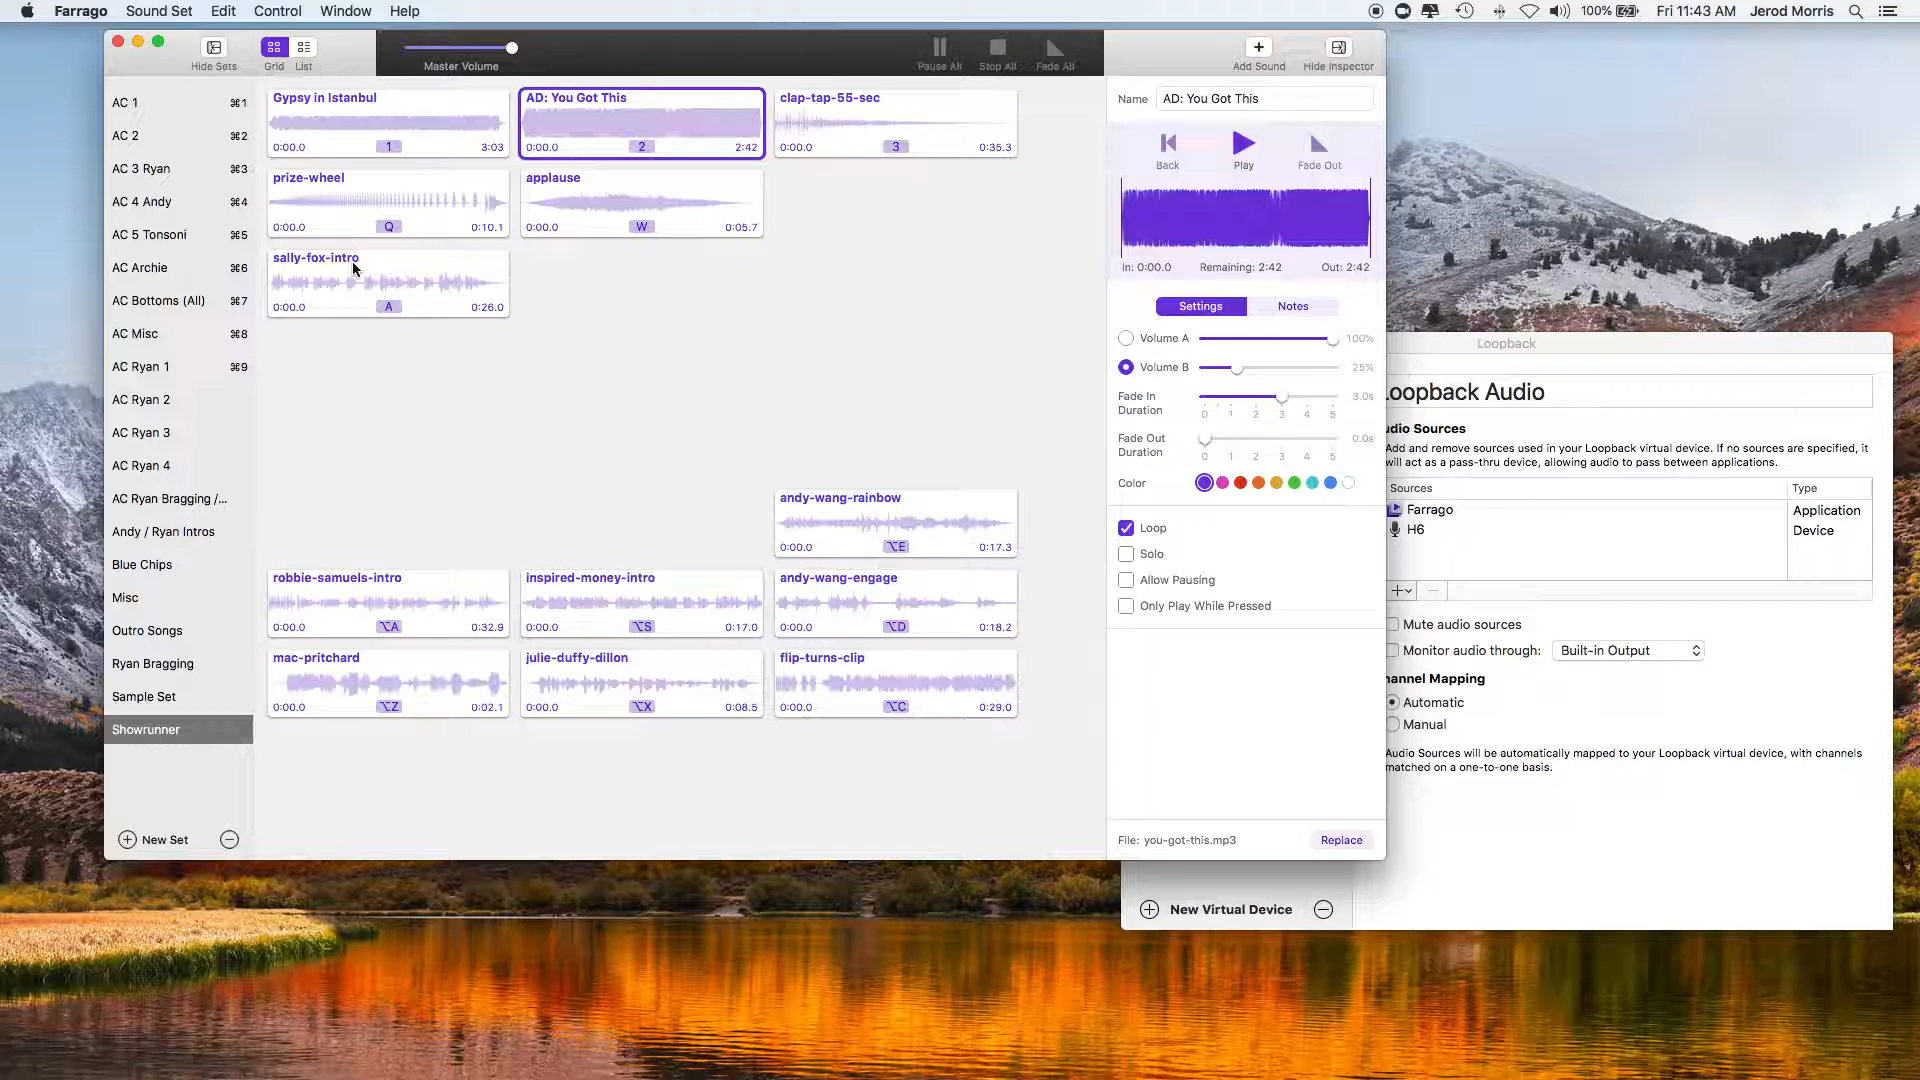 Farrago Sound Set Edit Control Window Help
100% Fri 11:43 AM Jerod Morris
Hide Sets Grid List
Master Volume
Pause All Stop All Fade All
Add Sound Hide Inspector
AC 1 ⌘1
AC 2 ⌘2
AC 3 Ryan ⌘3
AC 4 Andy ⌘4
AC 5 Tonsoni ⌘5
AC Archie ⌘6
AC Bottoms (All) ⌘7
AC Misc ⌘8
AC Ryan 1 ⌘9
AC Ryan 2
AC Ryan 3
AC Ryan 4
AC Ryan Bragging /...
Andy / Ryan Intros
Blue Chips
Misc
Outro Songs
Ryan Bragging
Sample Set
Showrunner
New Set
Gypsy in Istanbul
0:00.0 1 3:03
AD: You Got This
0:00.0 2 2:42
clap-tap-55-sec
0:00.0 3 0:35.3
prize-wheel
0:00.0 Q 0:10.1
applause
0:00.0 W 0:05.7
sally-fox-intro
0:00.0 A 0:26.0
andy-wang-rainbow
0:00.0 ⌥E 0:17.3
robbie-samuels-intro
0:00.0 ⌥A 0:32.9
inspired-money-intro
0:00.0 ⌥S 0:17.0
andy-wang-engage
0:00.0 ⌥D 0:18.2
mac-pritchard
0:00.0 ⌥Z 0:02.1
julie-duffy-dillon
0:00.0 ⌥X 0:08.5
flip-turns-clip
0:00.0 ⌥C 0:29.0
Name AD: You Got This
Back Play Fade Out
In: 0:00.0 Remaining: 2:42 Out: 2:42
Settings Notes
Volume A 100%
Volume B 25%
Fade In Duration 3.0s
0 1 2 3 4 5
Fade Out Duration 0.0s
0 1 2 3 4 5
Color
Loop
Solo
Allow Pausing
Only Play While Pressed
File: you-got-this.mp3 Replace
Loopback
oopback Audio
dio Sources
Add and remove sources used in your Loopback virtual device. If no sources are specified, it
will act as a pass-thru device, allowing audio to pass between applications.
Sources Type
Farrago Application
H6 Device
Mute audio sources
Monitor audio through: Built-in Output
hannel Mapping
Automatic
Manual
Audio Sources will be automatically mapped to your Loopback virtual device, with channels
matched on a one-to-one basis.
New Virtual Device